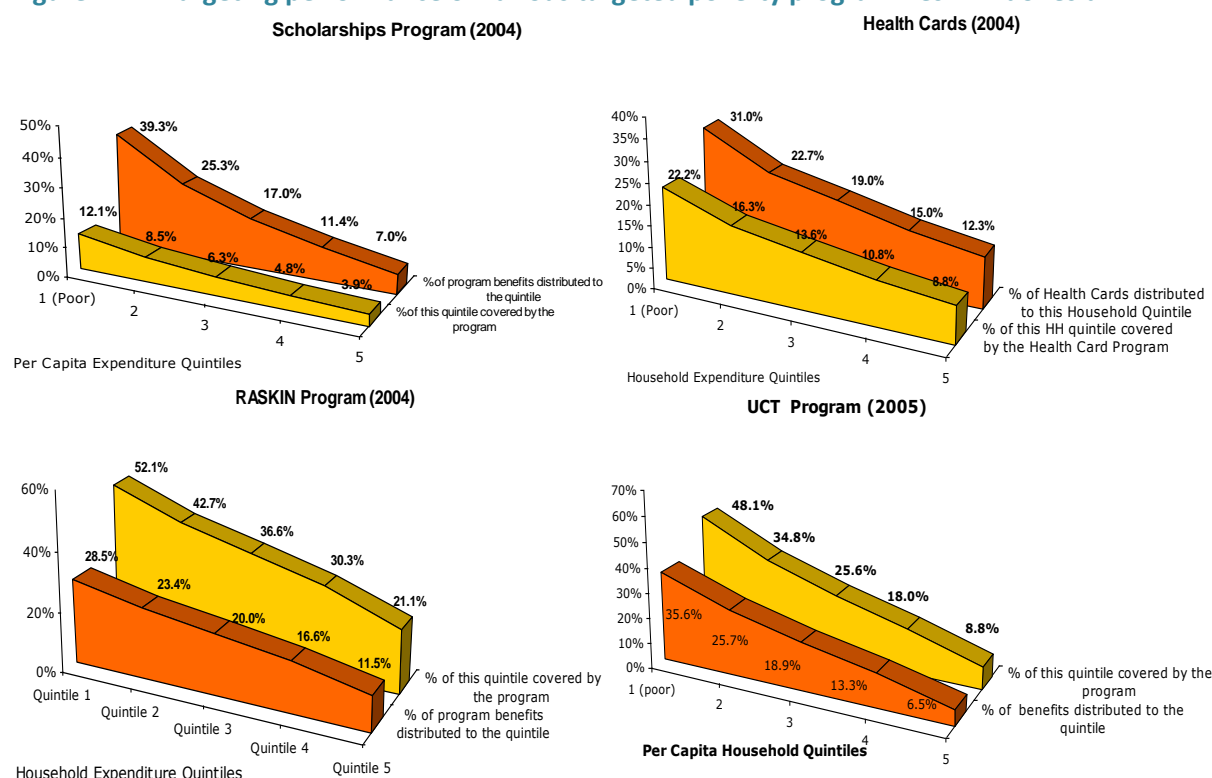 Figure Targeting performance targeted poverty
Scholarships Program (2004)
50%
40%
30%
20%
10%
0%
39.3%
25.3%
17.0%
11.4%
7.0%
12.1%
8.5%
6.3%
4.8%
3.9%
1 (Poor)
2
3
4
5
%of program benefits distributed to
the quintile
%of this quintile covered by the
program
Per Capita Expenditure Quintiles
Health Cards (2004)
40%
35%
30%
25%
20%
15%
10%
5%
0%
31.0%
22.7%
19.0%
15.0%
12.3%
22.2%
16.3%
13.6%
10.8%
8.8%
1 (Poor)
2
3
4
5
% of Health Cards distributed
to this Household Quintile
% of this HH quintile covered
by the Health Card Program
Household Expenditure Quintiles
RASKIN Program (2004)
60%
40%
20%
0%
52.1%
42.7%
36.6%
30.3%
21.1%
28.5%
23.4%
20.0%
16.6%
11.5%
Quintile 1
Quintile 2
Quintile 3
Quintile 4
Quintile 5
% of this quintile covered by
the program
% of program benefits
distributed to the quintile
Household Expenditure Quintiles
UCT Program (2005)
70%
60%
50%
40%
30%
20%
10%
0%
48.1%
34.8%
25.6%
18.0%
8.8%
35.6%
25.7%
18.9%
13.3%
6.5%
1 (poor)
2
3
4
5
% of this quintile covered by the
program
% of benefits distributed to the
quintile
Per Capita Household Quintiles